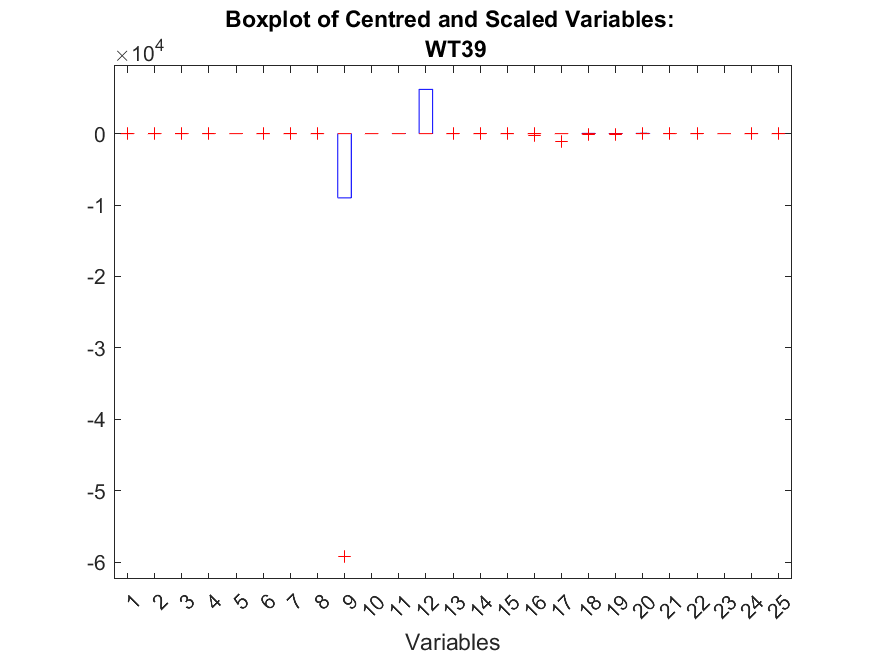 Boxplot of Centred and Scaled Variables:
WT39
×10⁴
0
-1
-2
-3
-4
-5
-6
1 2 3 4 5 6 7 8 9 10 11 12 13 14 15 16 17 18 19 20 21 22 23 24 25
Variables